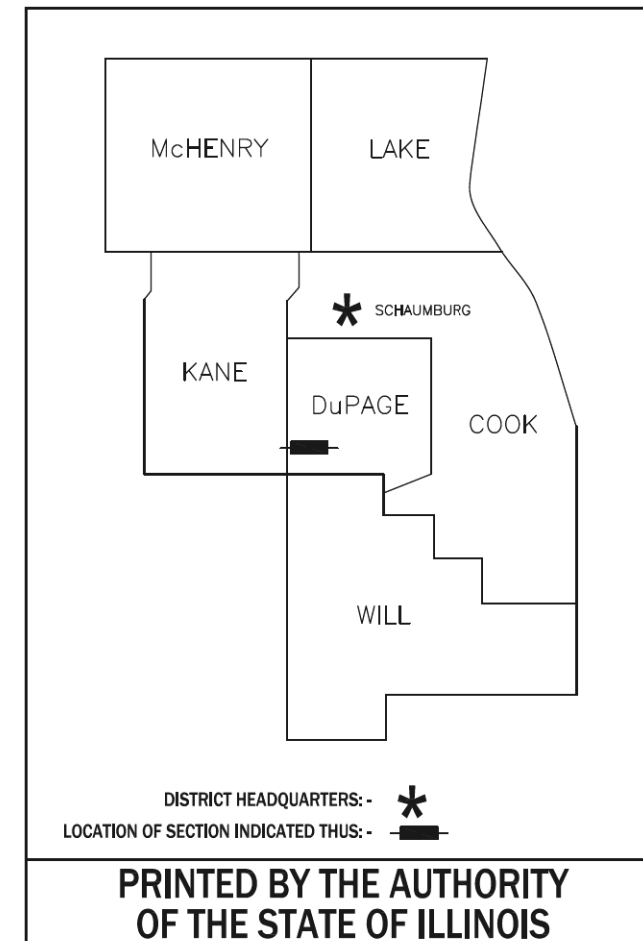 McHENRY
LAKE
SCHAUMBURG
KANE
DuPAGE
COOK
WILL
DISTRICT HEADQUARTERS: -
LOCATION OF SECTION INDICATED THUS: -
PRINTED BY THE AUTHORITY
OF THE STATE OF ILLINOIS